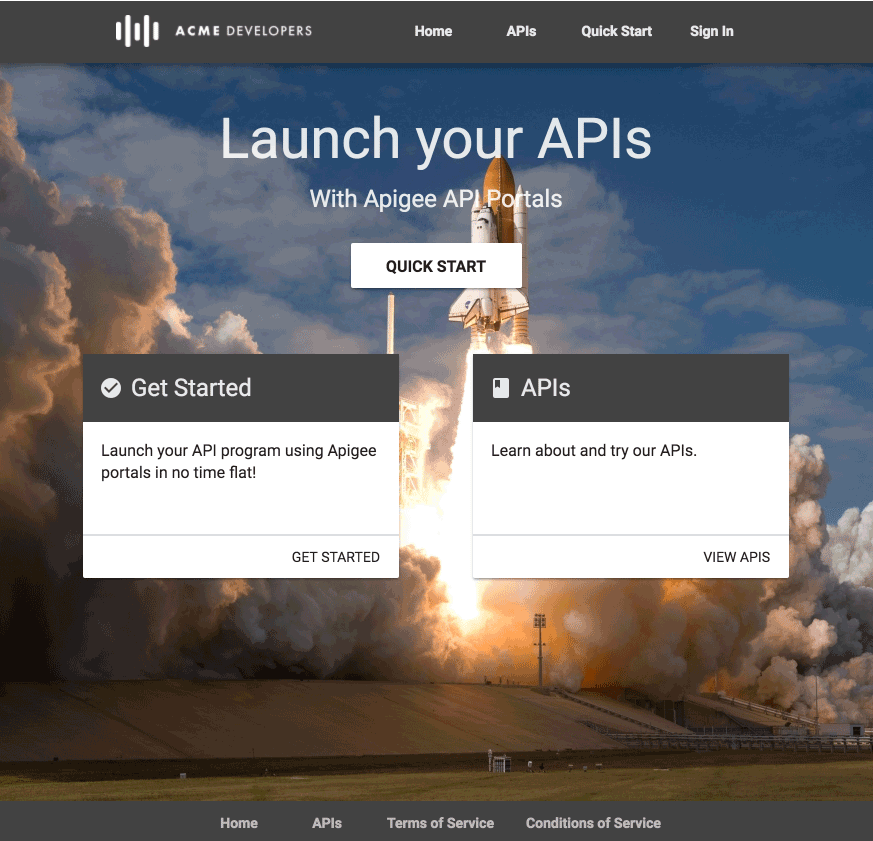 ACME DEVELOPERS
Home APIs Quick Start Sign In
Launch your APIs
With Apigee API Portals
QUICK START
Get Started
Launch your API program using Apigee
portals in no time flat!
GET STARTED
APIs
Learn about and try our APIs.
VIEW APIS
Home APIs Terms of Service Conditions of Service